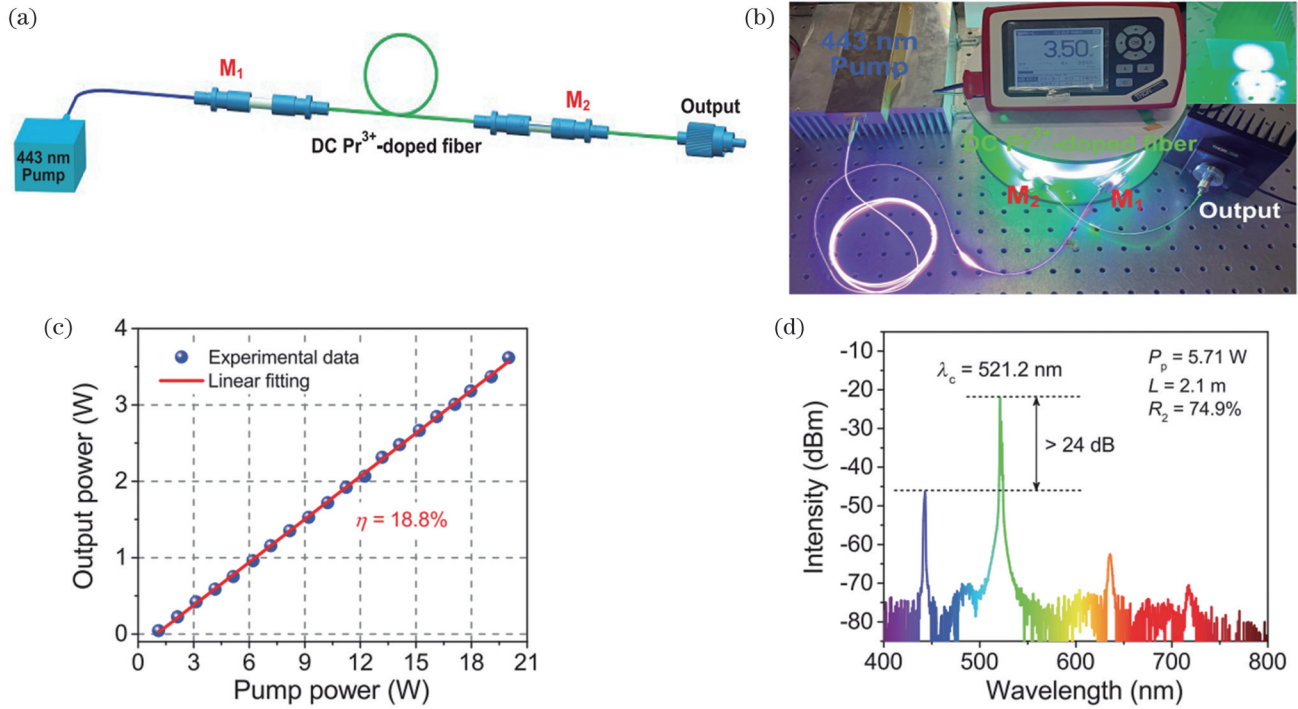 (a)
M₁
M₂
Output
DC Pr³⁺-doped fiber
443 nm
Pump
(b)
443 nm
Pump
3.50
DC Pr³⁺-doped fiber
M₂
M₁
Output
(c)
4
3
2
1
0
Output power (W)
Experimental data
Linear fitting
η = 18.8%
0 3 6 9 12 15 18 21
Pump power (W)
(d)
-10
-20
-30
-40
-50
-60
-70
-80
Intensity (dBm)
λc = 521.2 nm
Pp = 5.71 W
L = 2.1 m
R₂ = 74.9%
> 24 dB
400 500 600 700 800
Wavelength (nm)